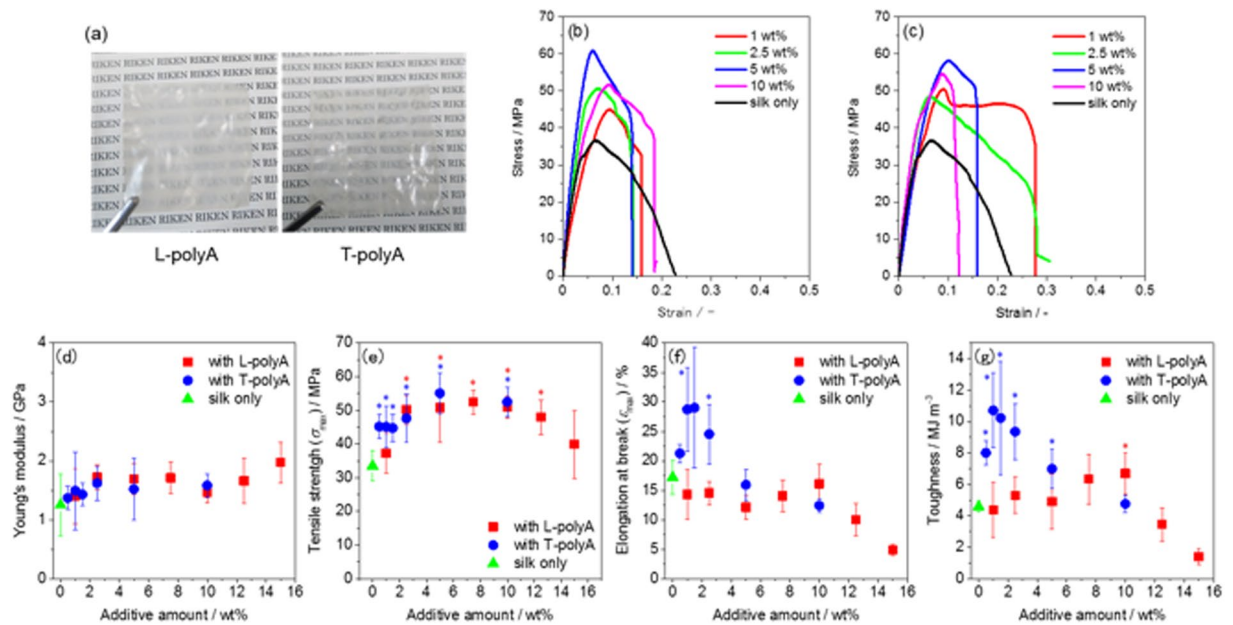 (a)
RIKEN RIKEN RIKEN RIKEN RIKEN RI
L-polyA
T-polyA
(b)
1 wt%
2.5 wt%
5 wt%
10 wt%
silk only
Stress / MPa
70
60
50
40
30
20
10
0
0 0.1 0.2 0.3 0.4 0.5
Strain / −
(c)
1 wt%
2.5 wt%
5 wt%
10 wt%
silk only
Stress / MPa
70
60
50
40
30
20
10
0
0 0.1 0.2 0.3 0.4 0.5
Strain / -
(d)
with L-polyA
with T-polyA
silk only
Young's modulus / GPa
4
3
2
1
0
0 2 4 6 8 10 12 14 16
Additive amount / wt%
(e)
Tensile strentgh (σmax) / MPa
70
60
50
40
30
20
10
0
* * * * * * * * * * *
with L-polyA
with T-polyA
silk only
0 2 4 6 8 10 12 14 16
Additive amount / wt%
(f)
with L-polyA
with T-polyA
silk only
Elongation at break (εmax) / %
40
35
30
25
20
15
10
5
0
* * *
0 2 4 6 8 10 12 14 16
Additive amount / wt%
(g)
with L-polyA
with T-polyA
silk only
Toughness / MJ m-3
14
12
10
8
6
4
2
0
* * * * * *
0 2 4 6 8 10 12 14 16
Additive amount / wt%